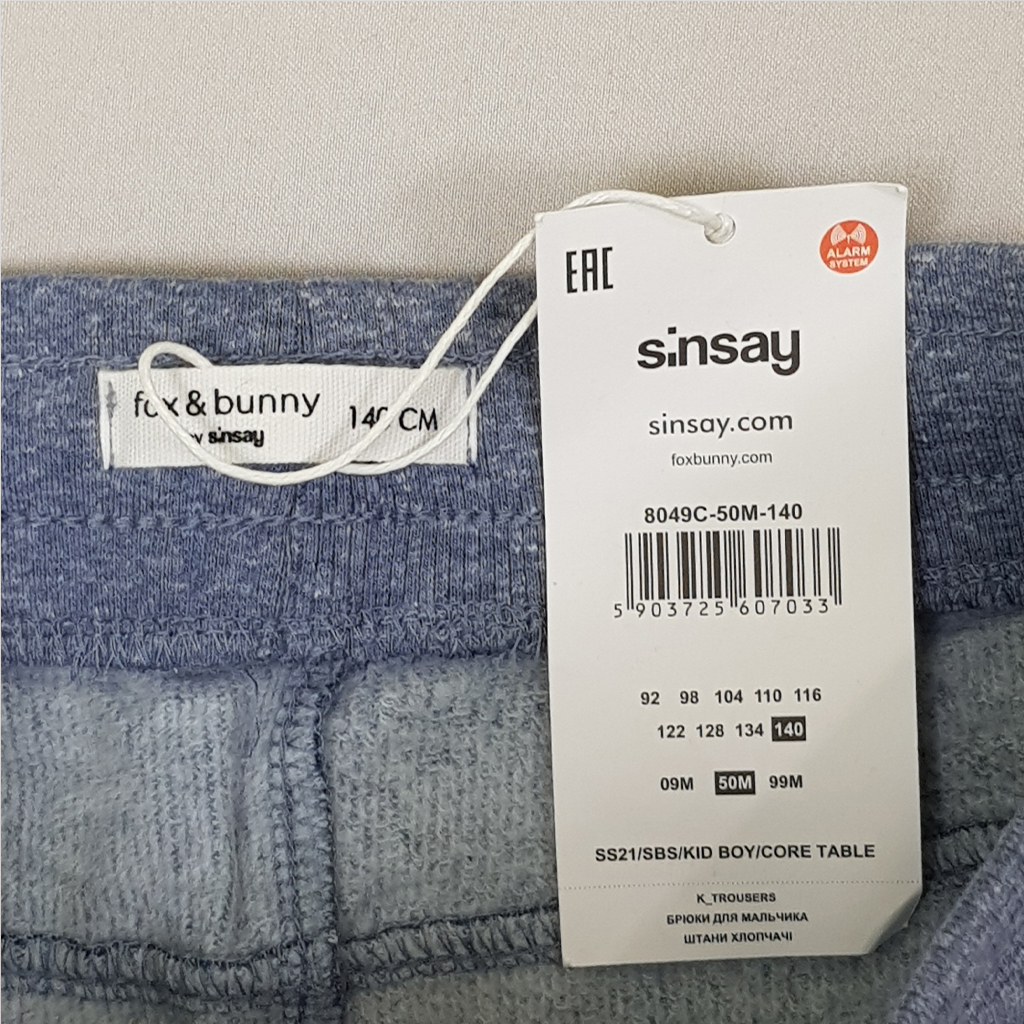 fox & bunny
sinsay
140 CM
EAC
ALARM
SYSTEM
sinsay
sinsay.com
foxbunny.com
8049C-50M-140
5 903725 607033
92 98 104 110 116
122 128 134 140
09M 50M 99M
SS21/SBS/KID BOY/CORE TABLE
K_TROUSERS
БРЮКИ ДЛЯ МАЛЬЧИКА
ШТАНИ ХЛОПЧАЧІ